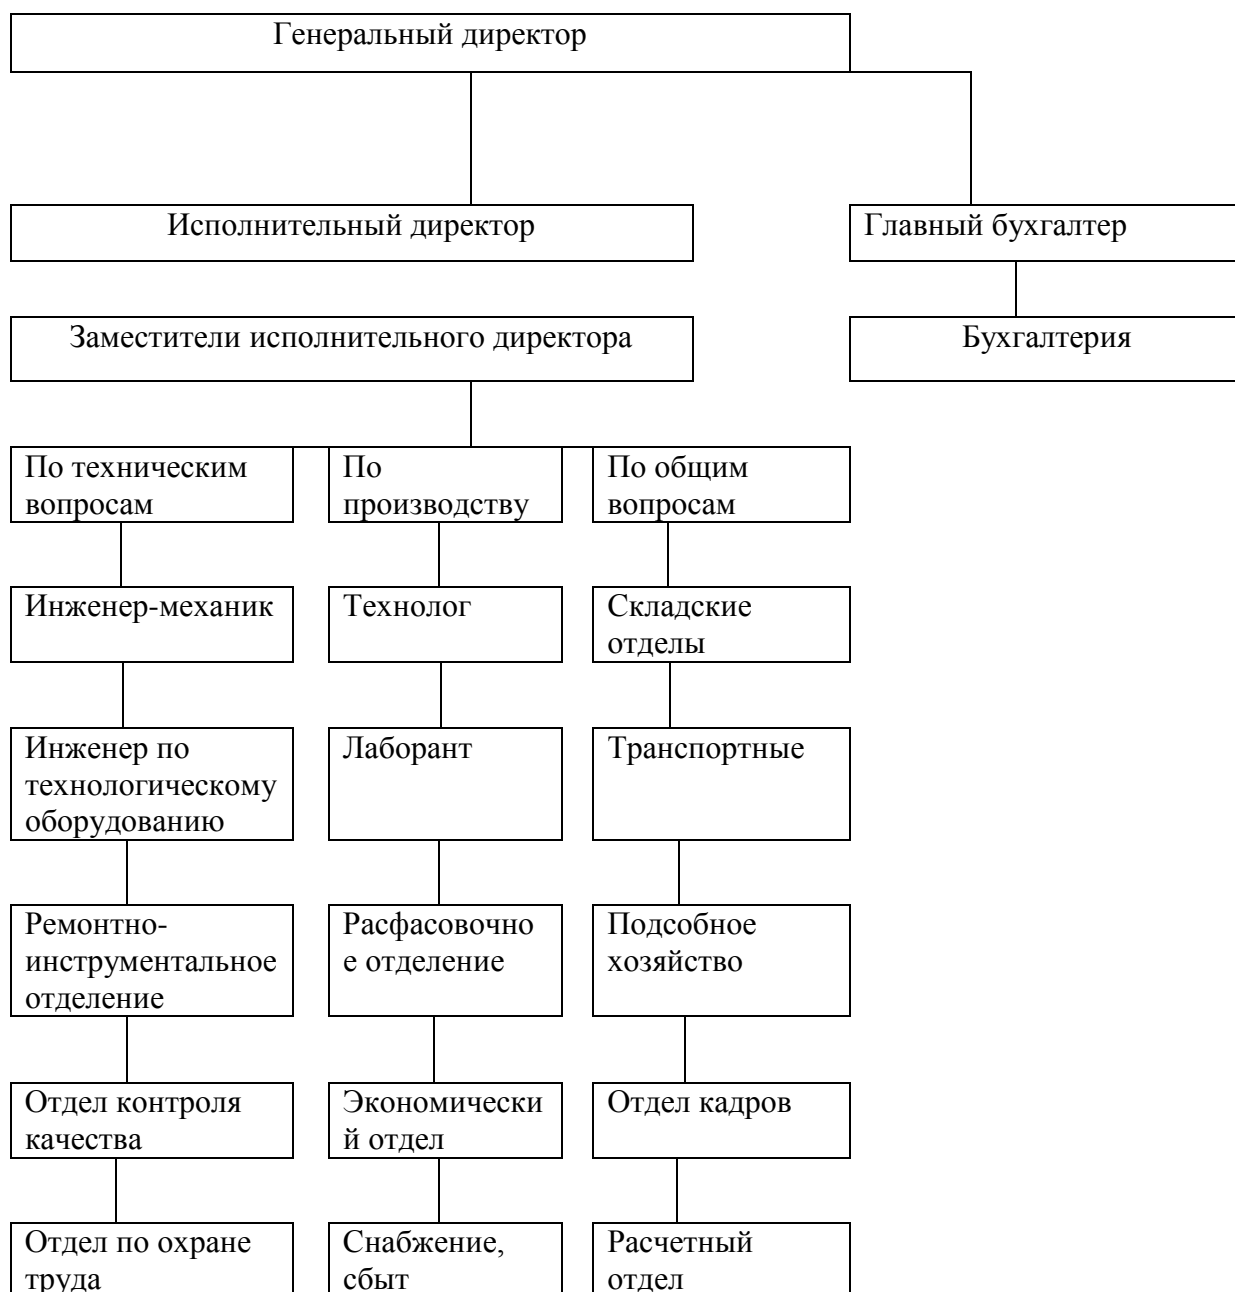 Генеральный директор
Исполнительный директор
Главный бухгалтер
Заместители исполнительного директора
Бухгалтерия
По техническим
вопросам
По
производству
По общим
вопросам
Инженер-механик
Технолог
Складские
отделы
Инженер по
технологическому
оборудованию
Лаборант
Транспортные
Ремонтно-
инструментальное
отделение
Расфасовочно
е отделение
Подсобное
хозяйство
Отдел контроля
качества
Экономически
й отдел
Отдел кадров
Отдел по охране
труда
Снабжение,
сбыт
Расчетный
отдел